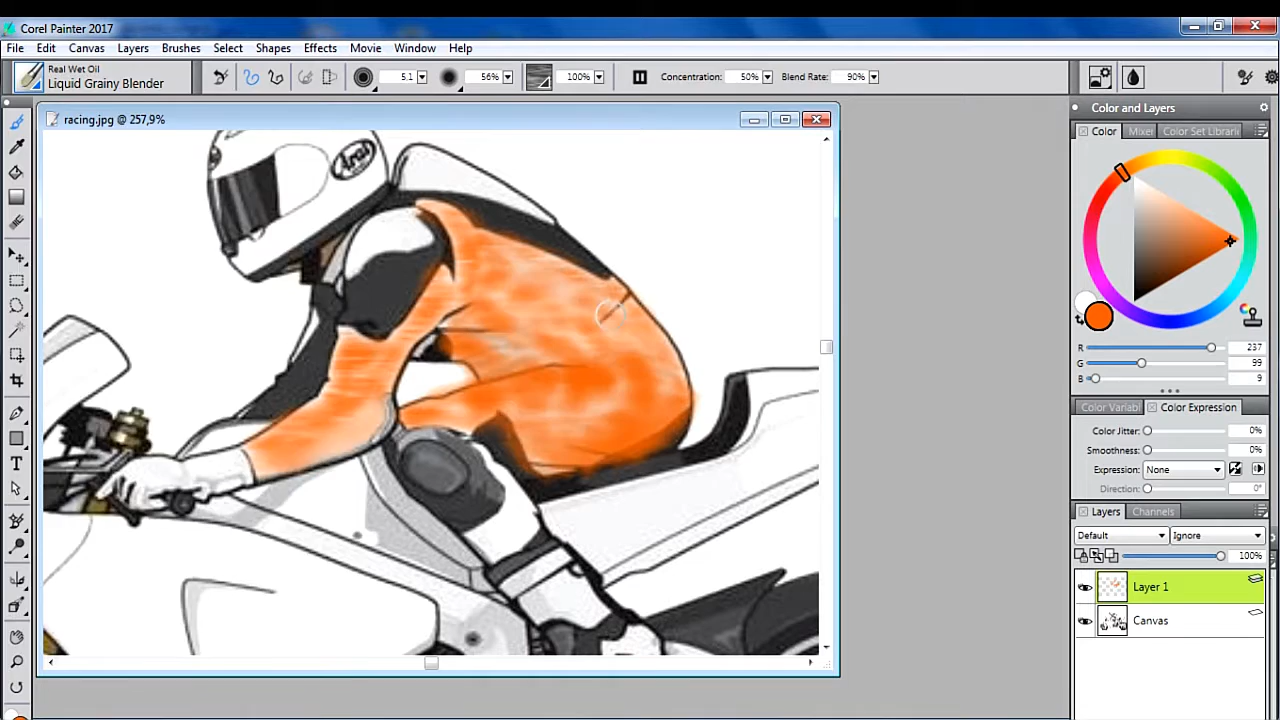 Corel Painter 2017
File Edit Canvas Layers Brushes Select Shapes Effects Movie Window Help
Real Wet Oil
Liquid Grainy Blender
5.1 56% 100% Concentration: 50% Blend Rate: 90%
racing.jpg @ 257,9%
Arai
Color and Layers
Color Mixer Color Set Librari
R 237
G 99
B 9
Color Variab Color Expression
Color Jitter: 0%
Smoothness: 0%
Expression: None
Direction: 0°
Layers Channels
Default Ignore
100%
Layer 1
Canvas